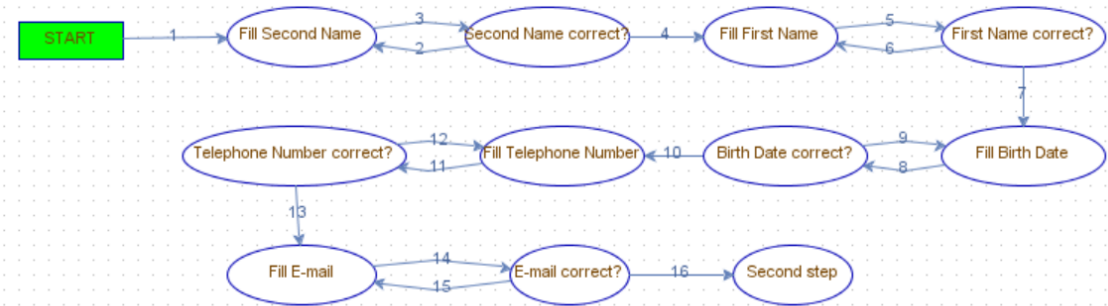 START
1
Fill Second Name
3
2
Second Name correct?
4
Fill First Name
5
6
First Name correct?
7
Telephone Number correct?
12
11
Fill Telephone Number
10
Birth Date correct?
9
8
Fill Birth Date
13
Fill E-mail
14
15
E-mail correct?
16
Second step